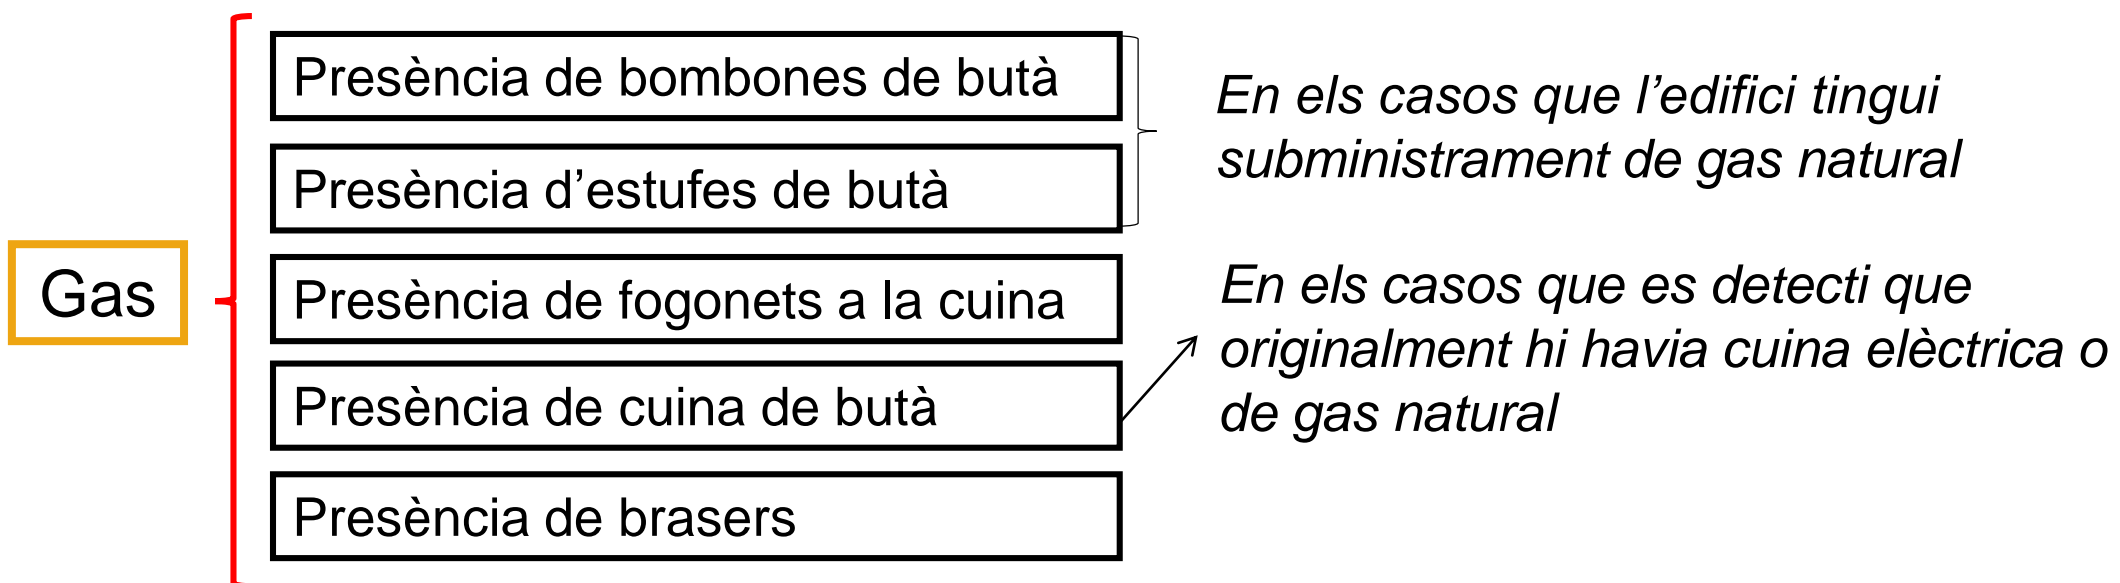 Gas
Presència de bombones de butà
Presència d’estufes de butà
Presència de fogonets a la cuina
Presència de cuina de butà
Presència de brasers
En els casos que l’edifici tingui
subministrament de gas natural
En els casos que es detecti que
originalment hi havia cuina elèctrica o
de gas natural